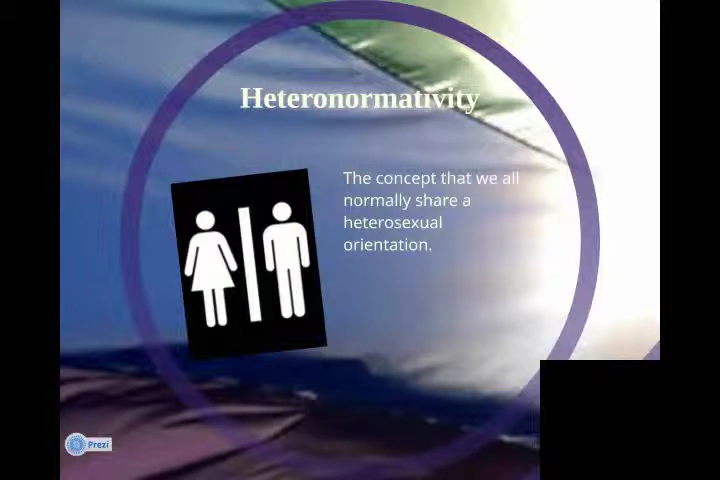 Heteronormativity
The concept that we all
normally share a
heterosexual
orientation.
Prezi